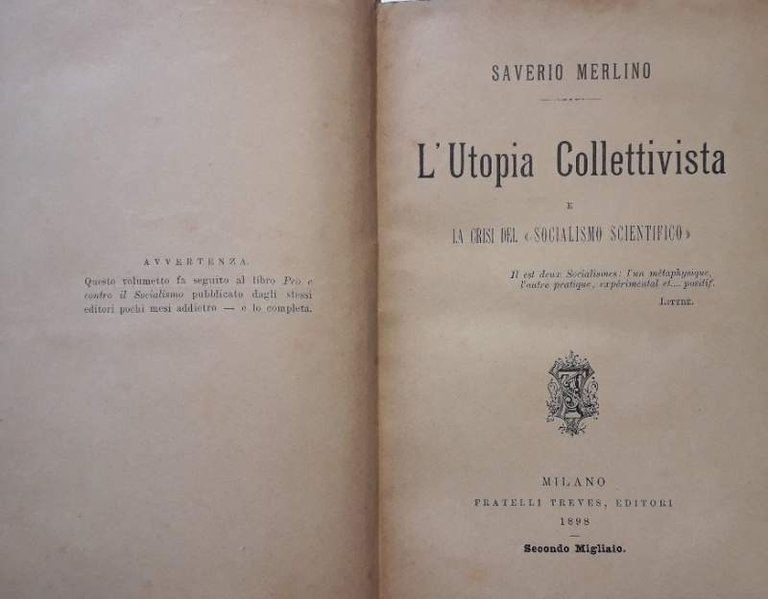 AVVERTENZA.
Questo volumetto fa seguito al libro Pro e
contro il Socialismo pubblicato dagli stessi
editori pochi mesi addietro — e lo completa.
SAVERIO MERLINO
L'Utopia Collettivista
E
LA CRISI DEL «SOCIALISMO SCIENTIFICO»
Il est deux Socialismes: l'un métaphysique,
l'autre pratique, expérimental et.... positif.
LITTRÉ.
MILANO
FRATELLI TREVES, EDITORI
1898
Secondo Migliaio.